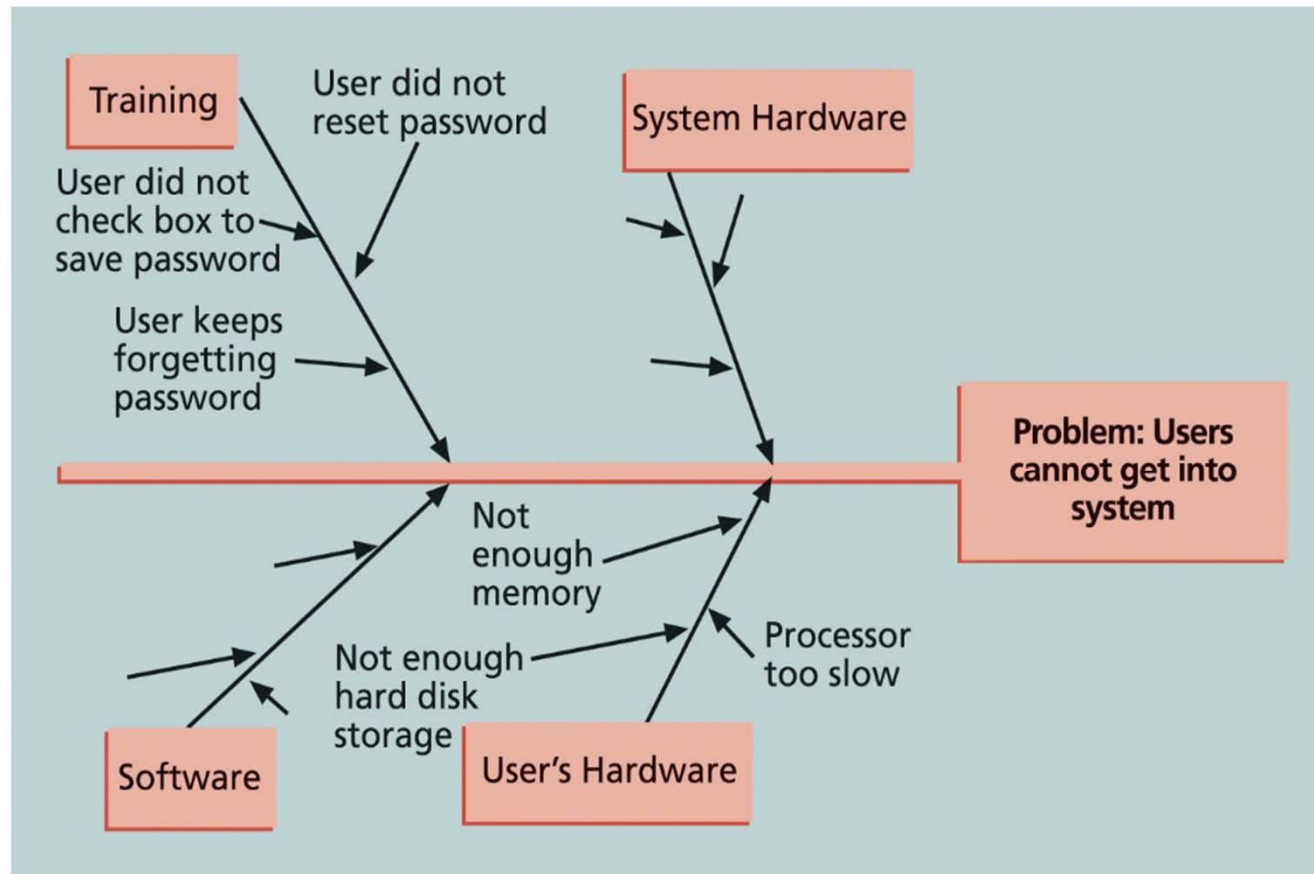 Training
User did not
reset password
System Hardware
User did not
check box to
save password
User keeps
forgetting
password
Problem: Users
cannot get into
system
Not
enough
memory
Not enough
hard disk
storage
Processor
too slow
Software
User's Hardware